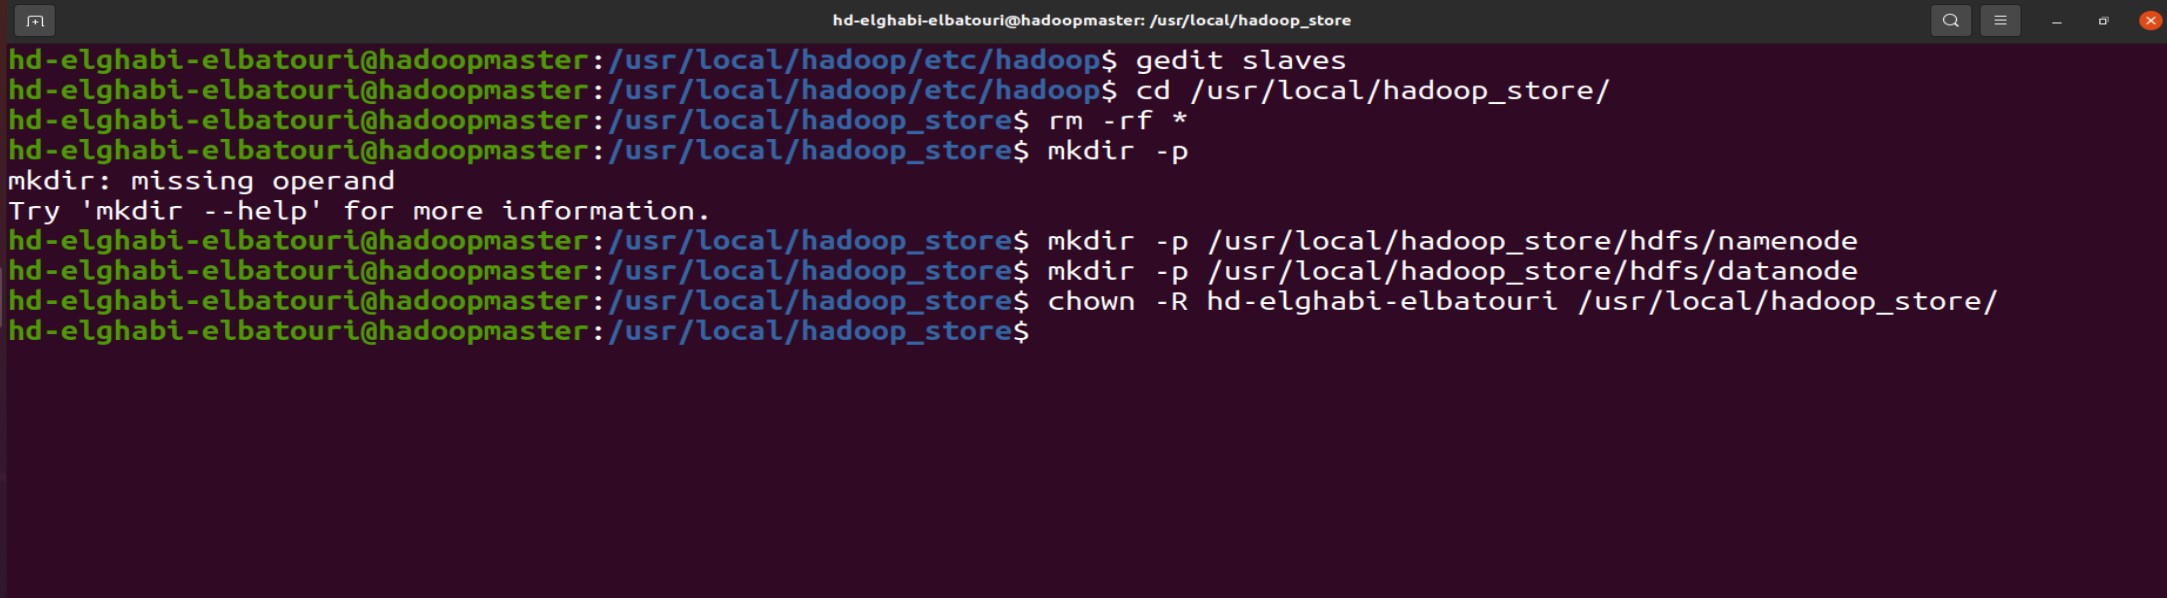 hd-elghabi-elbatouri@hadoopmaster: /usr/local/hadoop_store
hd-elghabi-elbatouri@hadoopmaster:/usr/local/hadoop/etc/hadoop$ gedit slaves
hd-elghabi-elbatouri@hadoopmaster:/usr/local/hadoop/etc/hadoop$ cd /usr/local/hadoop_store/
hd-elghabi-elbatouri@hadoopmaster:/usr/local/hadoop_store$ rm -rf *
hd-elghabi-elbatouri@hadoopmaster:/usr/local/hadoop_store$ mkdir -p
mkdir: missing operand
Try 'mkdir --help' for more information.
hd-elghabi-elbatouri@hadoopmaster:/usr/local/hadoop_store$ mkdir -p /usr/local/hadoop_store/hdfs/namenode
hd-elghabi-elbatouri@hadoopmaster:/usr/local/hadoop_store$ mkdir -p /usr/local/hadoop_store/hdfs/datanode
hd-elghabi-elbatouri@hadoopmaster:/usr/local/hadoop_store$ chown -R hd-elghabi-elbatouri /usr/local/hadoop_store/
hd-elghabi-elbatouri@hadoopmaster:/usr/local/hadoop_store$